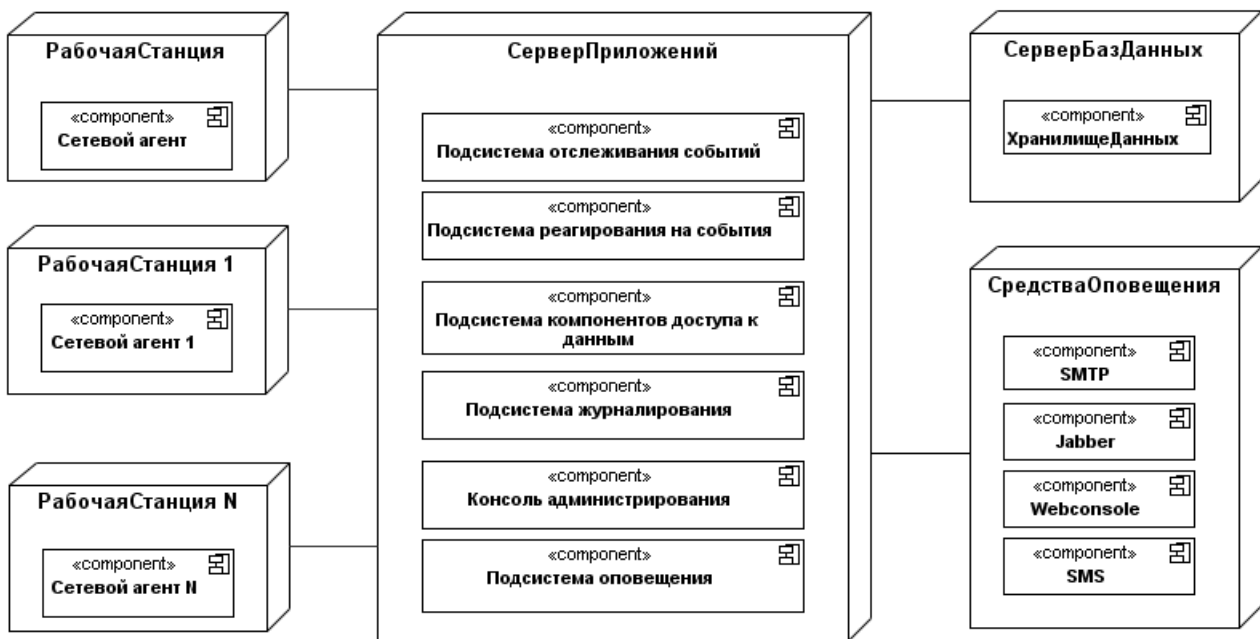 РабочаяСтанция
«component»
Сетевой агент
РабочаяСтанция 1
«component»
Сетевой агент 1
РабочаяСтанция N
«component»
Сетевой агент N
СерверПриложений
«component»
Подсистема отслеживания событий
«component»
Подсистема реагирования на события
«component»
Подсистема компонентов доступа к
данным
«component»
Подсистема журналирования
«component»
Консоль администрирования
«component»
Подсистема оповещения
СерверБазДанных
«component»
ХранилищеДанных
СредстваОповещения
«component»
SMTP
«component»
Jabber
«component»
Webconsole
«component»
SMS